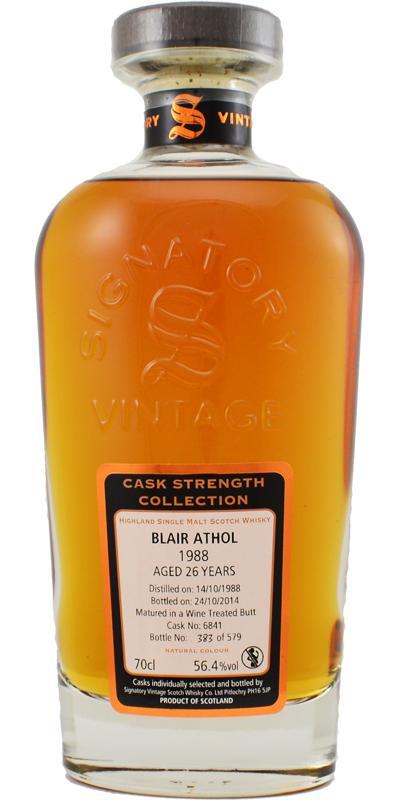 ORY S VINTA
SIGNATORY
S
VINTAGE
CASK STRENGTH
COLLECTION
HIGHLAND SINGLE MALT SCOTCH WHISKY
BLAIR ATHOL
1988
AGED 26 YEARS
Distilled on: 14/10/1988
Bottled on: 24/10/2014
Matured in a Wine Treated Butt
Cask No: 6841
Bottle No: 383 of 579
NATURAL COLOUR
70cl 56.4%vol
Casks individually selected and bottled by
Signatory Vintage Scotch Whisky Co. Ltd Pitlochry PH16 5JP
PRODUCT OF SCOTLAND